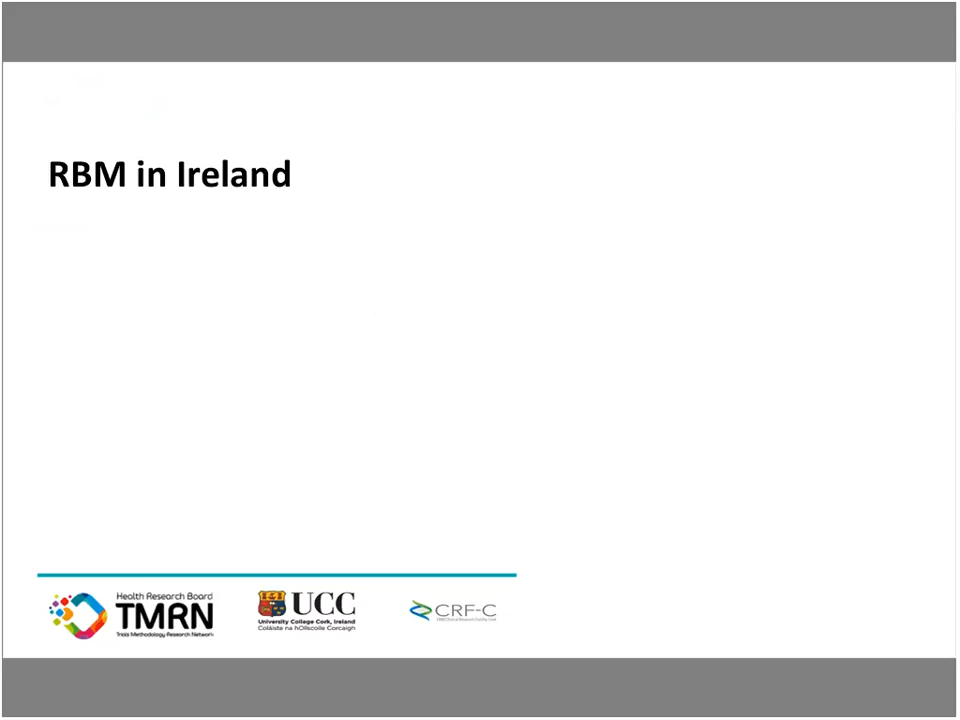 RBM in Ireland
Health Research Board
TMRN
Trials Methodology Research Network
UCC
University College Cork, Ireland
Coláiste na hOllscoile Corcaigh
CRF-C